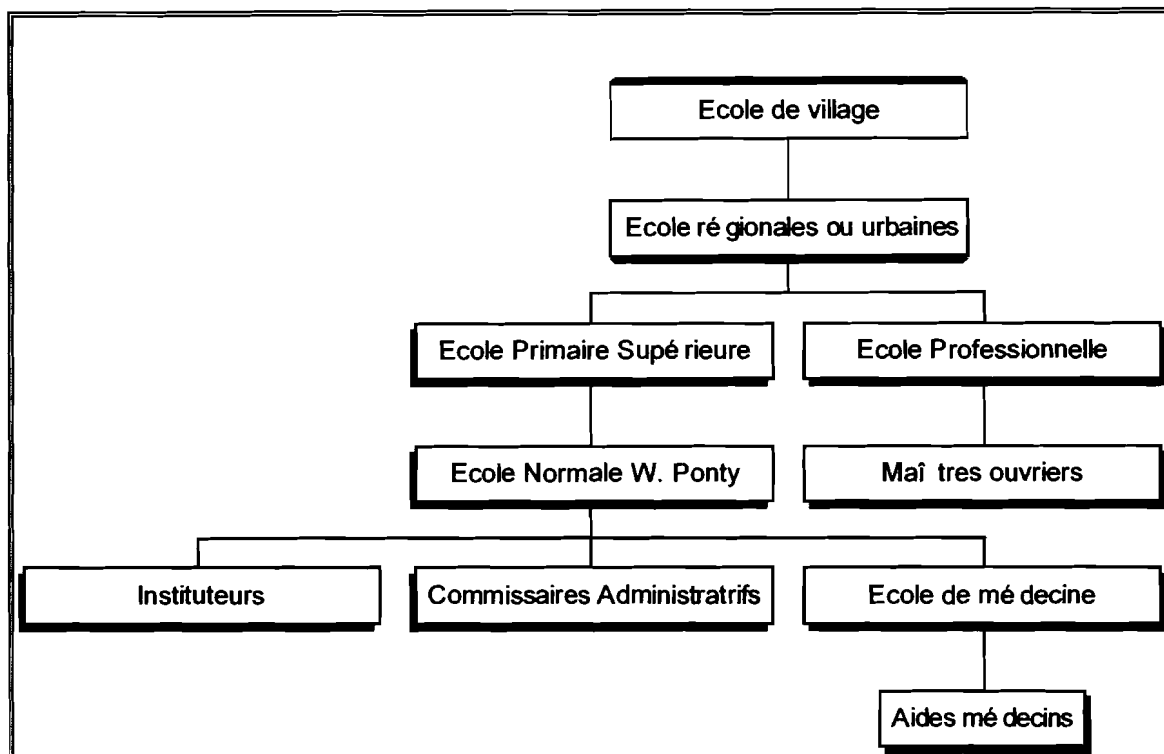 Ecole de village
Ecole ré gionales ou urbaines
Ecole Primaire Supé rieure
Ecole Professionnelle
Ecole Normale W. Ponty
Maî tres ouvriers
Instituteurs
Commissaires Administratrifs
Ecole de mé decine
Aides mé decins